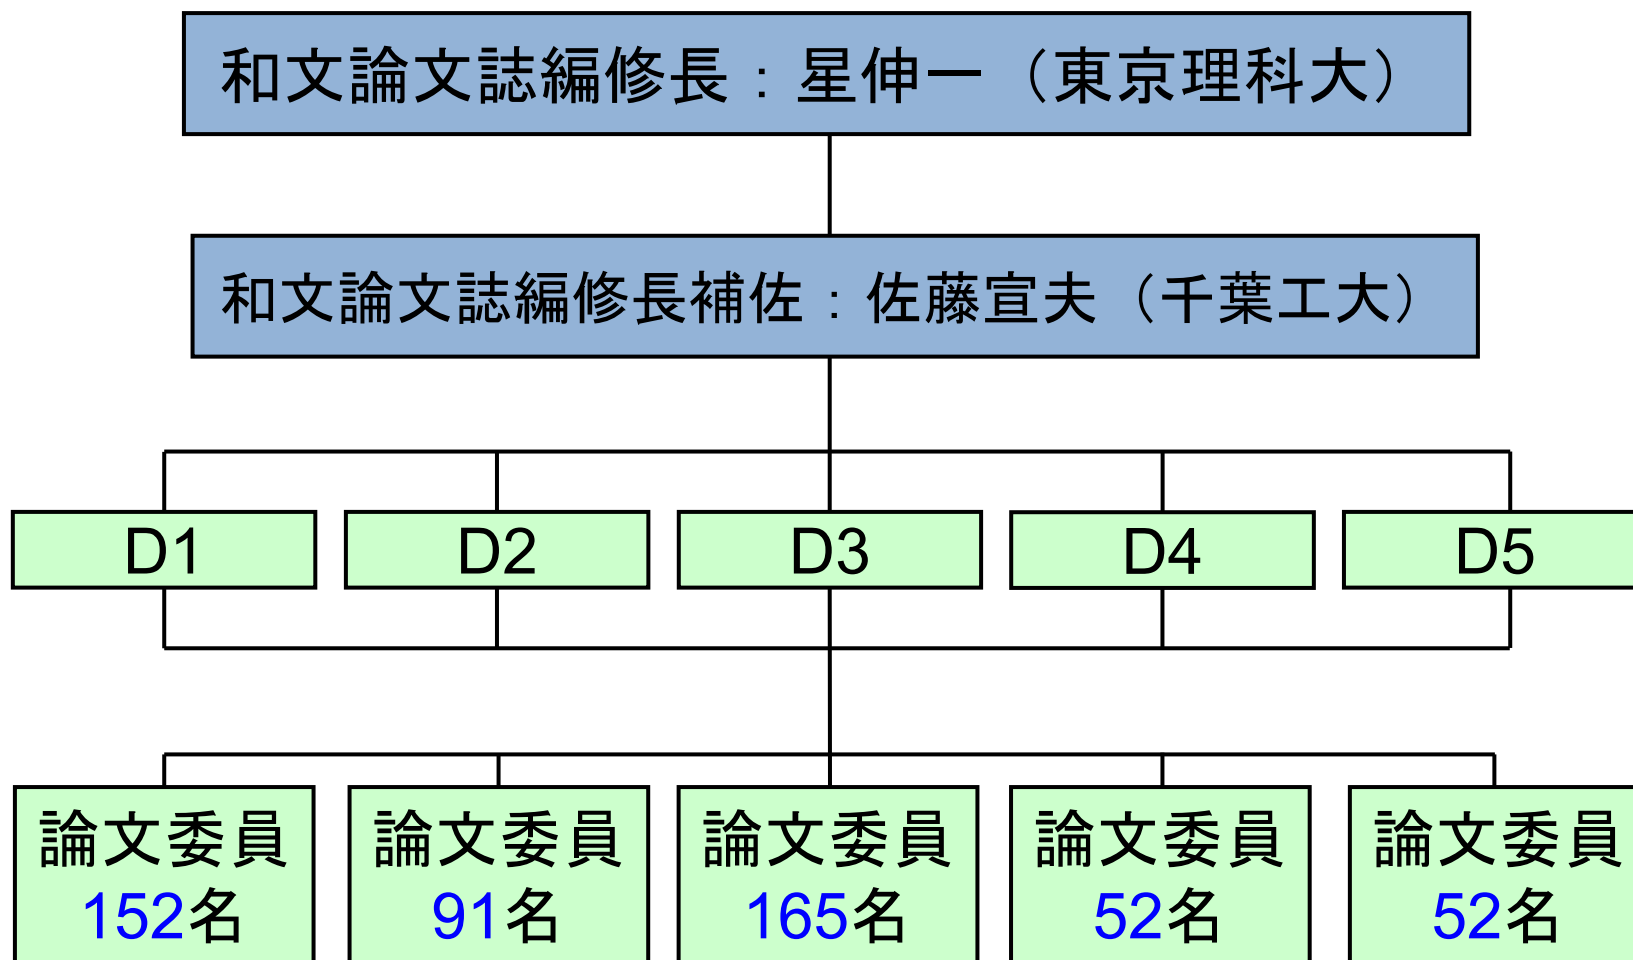 和文論文誌編修長：星伸一（東京理科大）
和文論文誌編修長補佐：佐藤宣夫（千葉工大）
D1
D2
D3
D4
D5
論文委員
152名
論文委員
91名
論文委員
165名
論文委員
52名
論文委員
52名